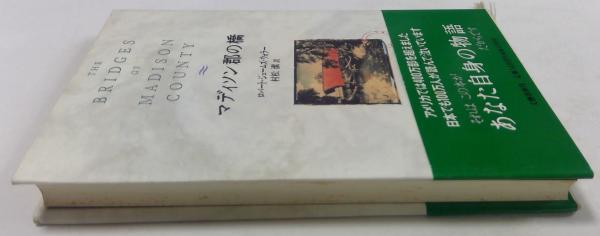 THE
BRIDGES
OF
MADISON
COUNTY
マディソン郡の橋
ロバート・ジェームズ・ウォラー
村松 潔 訳
アメリカでは400万部を超えました
日本でも100万人が読んで泣いています
それは このものが
あなた自身の物語
だからです